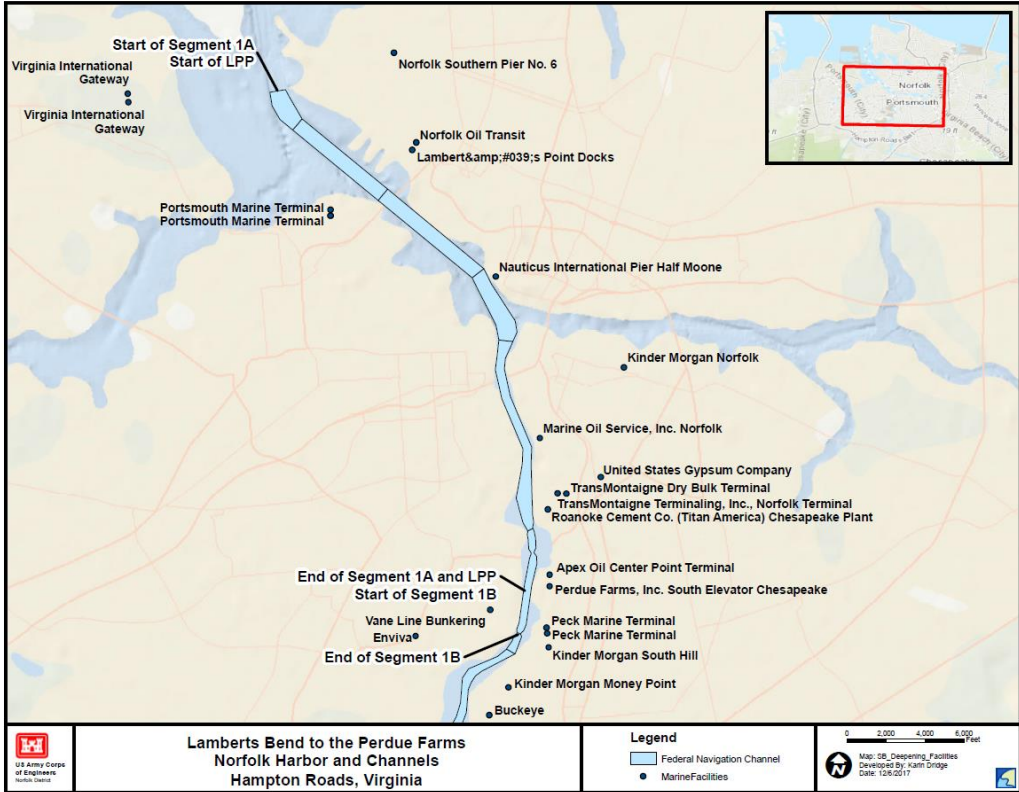 Start of Segment 1A
Start of LPP
Virginia International
Gateway
Virginia International
Gateway
Norfolk Southern Pier No. 6
Norfolk
Portsmouth
Portsmouth (City)
Virginia Beach (City)
Norfolk Oil Transit
Lambert&amp;#039;s Point Docks
Portsmouth Marine Terminal
Portsmouth Marine Terminal
Nauticus International Pier Half Moone
Kinder Morgan Norfolk
Marine Oil Service, Inc. Norfolk
United States Gypsum Company
TransMontaigne Dry Bulk Terminal
TransMontaigne Terminaling, Inc., Norfolk Terminal
Roanoke Cement Co. (Titan America) Chesapeake Plant
Apex Oil Center Point Terminal
End of Segment 1A and LPP
Start of Segment 1B
Perdue Farms, Inc. South Elevator Chesapeake
Vane Line Bunkering
Enviva
Peck Marine Terminal
Peck Marine Terminal
End of Segment 1B
Kinder Morgan South Hill
Kinder Morgan Money Point
Buckeye
US Army Corps
of Engineers
Norfolk District
Lamberts Bend to the Perdue Farms
Norfolk Harbor and Channels
Hampton Roads, Virginia
Legend
Federal Navigation Channel
MarineFacilities
0 2,000 4,000 6,000
Feet
N
Map: SB_Deepening_Facilities
Developed By: Karin Dridge
Date: 12/6/2017